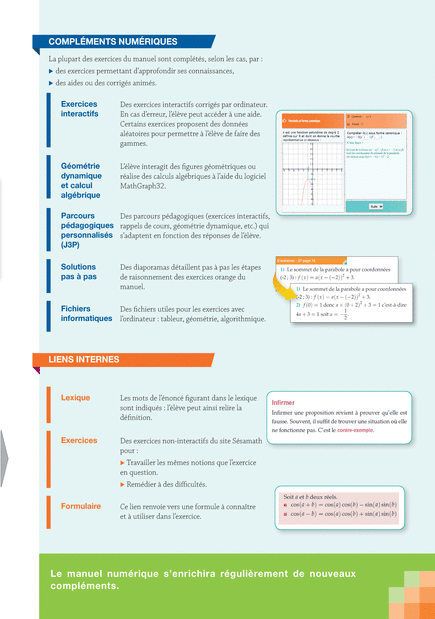 COMPLÉMENTS NUMÉRIQUES
La plupart des exercices du manuel sont complétés, selon les cas, par :
▶ des exercices permettant d'approfondir ses connaissances,
▶ des aides ou des corrigés animés.
Exercices
interactifs
Des exercices interactifs corrigés par ordinateur.
En cas d'erreur, l'élève peut accéder à une aide.
Certains exercices proposent des données
aléatoires pour permettre à l'élève de faire des
gammes.
Géométrie
dynamique
et calcul
algébrique
L'élève interagit des figures géométriques ou
réalise des calculs algébriques à l'aide du logiciel
MathGraph32.
Parcours
pédagogiques
personnalisés
(J3P)
Des parcours pédagogiques (exercices interactifs,
rappels de cours, géométrie dynamique, etc.) qui
s'adaptent en fonction des réponses de l'élève.
Solutions
pas à pas
Des diaporamas détaillent pas à pas les étapes
de raisonnement des exercices orange du
manuel.
1) Le sommet de la parabole a pour coordonnées
(-2 ; 3) : f(x) = a(x − (−2))² + 3.
1) Le sommet de la parabole a pour coordonnées
(-2 ; 3) : f(x) = a(x − (−2))² + 3.
2) f(0) = 1 donc a × (0 + 2)² + 3 = 1 c'est-à-dire
4a + 3 = 1 soit a = −1/2.
Fichiers
informatiques
Des fichiers utiles pour les exercices avec
l'ordinateur : tableur, géométrie, algorithmique.
LIENS INTERNES
Lexique
Les mots de l'énoncé figurant dans le lexique
sont indiqués : l'élève peut ainsi relire la
définition.
Infirmer
Infirmer une proposition revient à prouver qu'elle est
fausse. Souvent, il suffit de trouver une situation où elle
ne fonctionne pas. C'est le contre-exemple.
Exercices
Des exercices non-interactifs du site Sésamath
pour :
▶ Travailler les mêmes notions que l'exercice
en question.
▶ Remédier à des difficultés.
Formulaire
Ce lien renvoie vers une formule à connaître
et à utiliser dans l'exercice.
Soit a et b deux réels.
cos(a + b) = cos(a) cos(b) − sin(a) sin(b)
cos(a − b) = cos(a) cos(b) + sin(a) sin(b)
Le manuel numérique s'enrichira régulièrement de nouveaux
compléments.